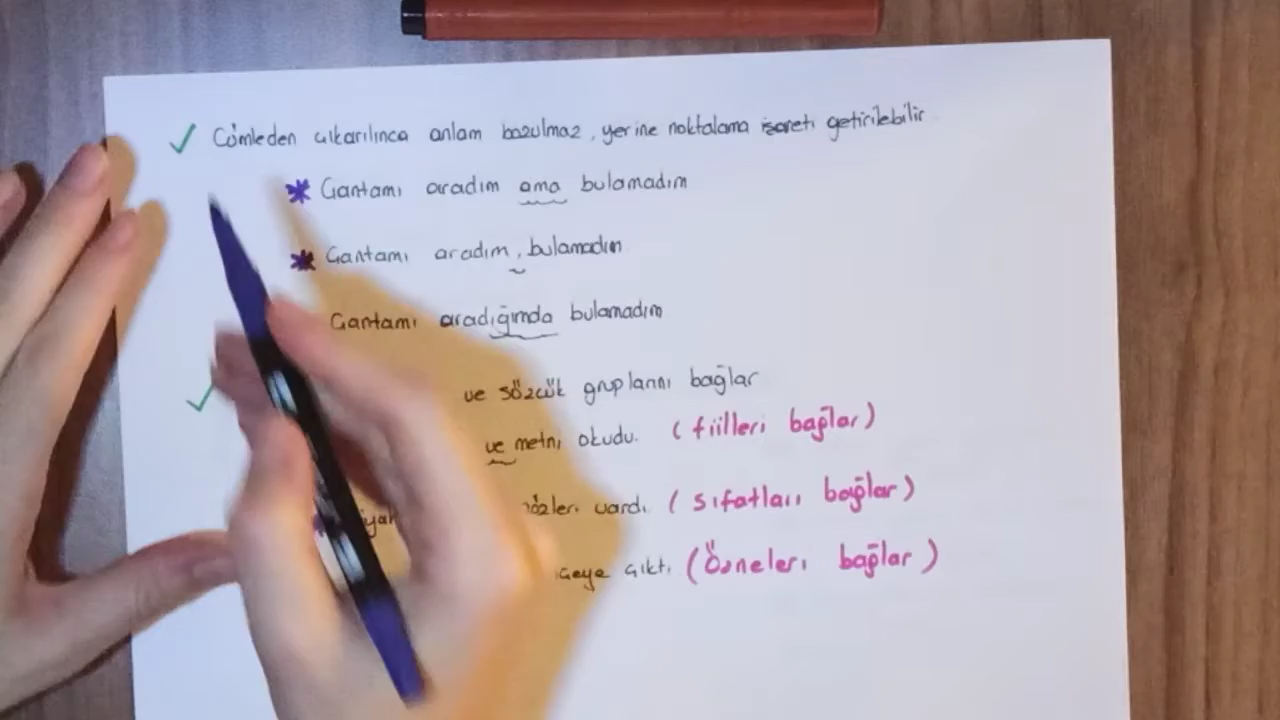 Cümleden çıkarılınca anlam bozulmaz, yerine noktalama işareti getirilebilir
Çantamı aradım ama bulamadım
Çantamı aradım, bulamadım
Çantamı aradığımda bulamadım
ve sözcük gruplarını bağlar
ve metni okudu. (fiilleri bağlar)
gözleri vardı (sıfatları bağlar)
çıktı (Özneleri bağlar)